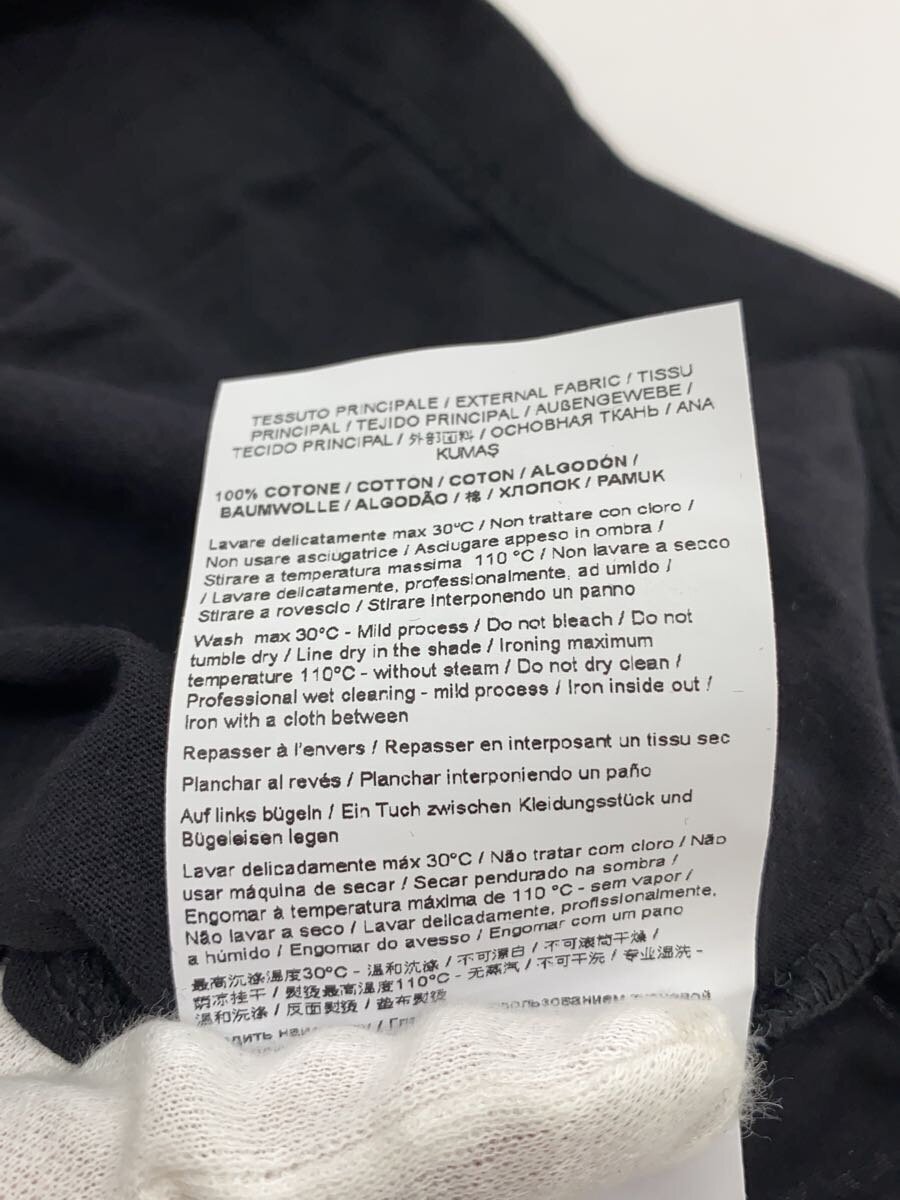 TESSUTO PRINCIPALE / EXTERNAL FABRIC / TISSU
PRINCIPAL / TEJIDO PRINCIPAL / AUßENGEWEBE /
TECIDO PRINCIPAL / 外部面料 / ОСНОВНАЯ ТКАНЬ / ANA
KUMAŞ
100% COTONE / COTTON / COTON / ALGODÓN /
BAUMWOLLE / ALGODÃO / 棉 / ХЛОПОК / PAMUK
Lavare delicatamente max 30°C / Non trattare con cloro /
Non usare asciugatrice / Asciugare appeso in ombra /
Stirare a temperatura massima 110 °C / Non lavare a secco
/ Lavare delicatamente, professionalmente, ad umido /
Stirare a rovescio / Stirare Interponendo un panno
Wash max 30°C - Mild process / Do not bleach / Do not
tumble dry / Line dry in the shade / Ironing maximum
temperature 110°C - without steam / Do not dry clean /
Professional wet clearing - mild process / Iron inside out /
Iron with a cloth between
Repasser à l'envers / Repasser en interposant un tissu sec
Planchar al revés / Planchar interponiendo un paño
Auf links bügeln / Ein Tuch zwischen Kleidungsstück und
Bügeleisen legen
Lavar delicadamente máx 30°C / Não tratar com cloro / Não
usar máquina de secar / Secar pendurado na sombra /
Engomar à temperatura máxima de 110 °C - sem vapor /
Não lavar a seco / Lavar delicadamente, profissionalmente,
a húmido / Engomar do avesso / Engomar com um pano
最高沉涤温度30°C - 温和沉涤 / 不可漂白 / 不可滚筒干燥 /
荫凉挂干 / 熨烫最高温度110°C - 无蒸汽 / 不可干洗 / 专业湿洗 -
温和洗涤 / 反面熨烫 / 垫布熨烫